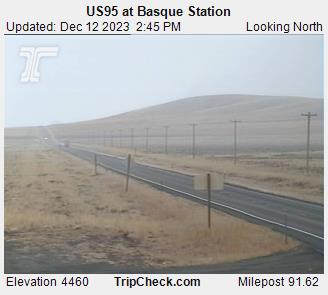 US95 at Basque Station
Updated: Dec 12 2023 2:45 PM Looking North
Elevation 4460 TripCheck.com Milepost 91.62